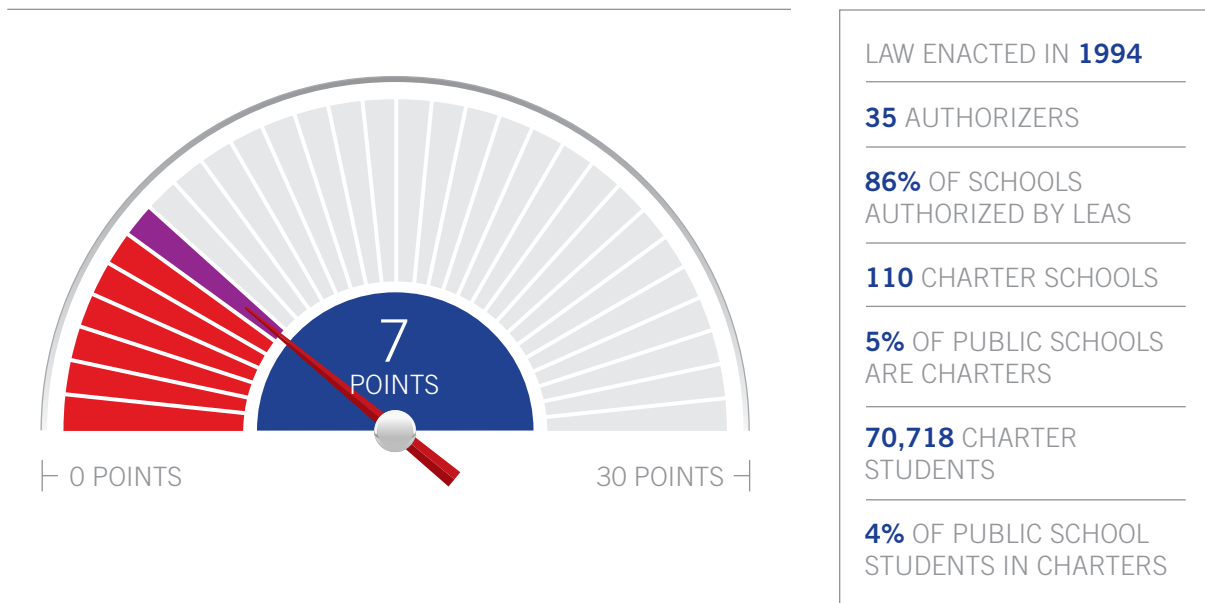 7
POINTS
0 POINTS
30 POINTS
LAW ENACTED IN 1994
35 AUTHORIZERS
86% OF SCHOOLS
AUTHORIZED BY LEAS
110 CHARTER SCHOOLS
5% OF PUBLIC SCHOOLS
ARE CHARTERS
70,718 CHARTER
STUDENTS
4% OF PUBLIC SCHOOL
STUDENTS IN CHARTERS